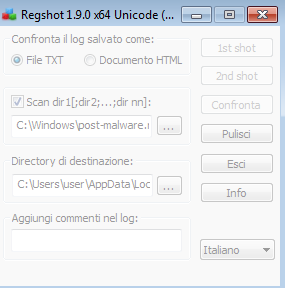 Regshot 1.9.0 x64 Unicode (...
Confronta il log salvato come:
File TXT
Documento HTML
1st shot
2nd shot
Scan dir1[;dir2;...;dir nn]:
Confronta
C:\Windows\post-malware.r
...
Pulisci
Directory di destinazione:
Esci
C:\Users\user\AppData\Loc
...
Info
Aggiungi commenti nel log:
Italiano